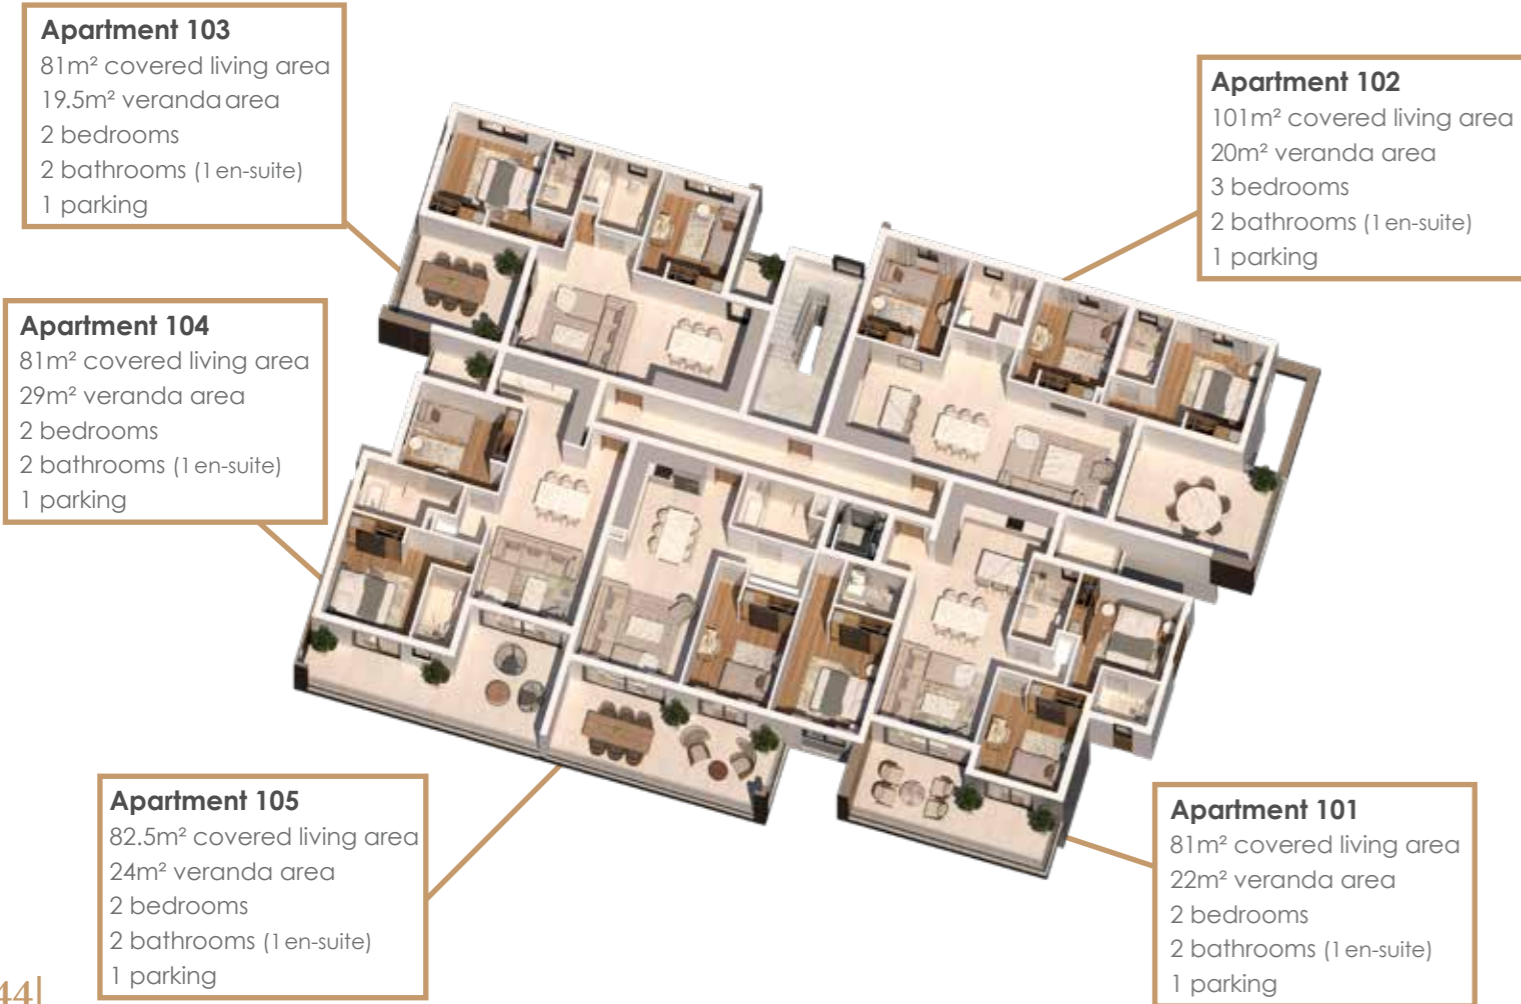 Apartment 103
81m² covered living area
19.5m² veranda area
2 bedrooms
2 bathrooms (1 en-suite)
1 parking
Apartment 102
101m² covered living area
20m² veranda area
3 bedrooms
2 bathrooms (1 en-suite)
1 parking
Apartment 104
81m² covered living area
29m² veranda area
2 bedrooms
2 bathrooms (1 en-suite)
1 parking
Apartment 105
82.5m² covered living area
24m² veranda area
2 bedrooms
2 bathrooms (1 en-suite)
1 parking
Apartment 101
81m² covered living area
22m² veranda area
2 bedrooms
2 bathrooms (1 en-suite)
1 parking
44|